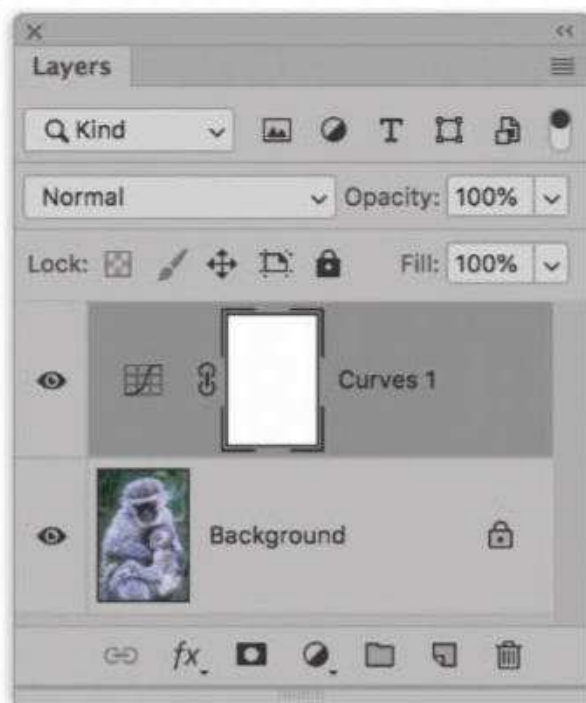 Layers
Kind
Normal Opacity: 100%
Lock: Fill: 100%
Curves 1
Background
fx